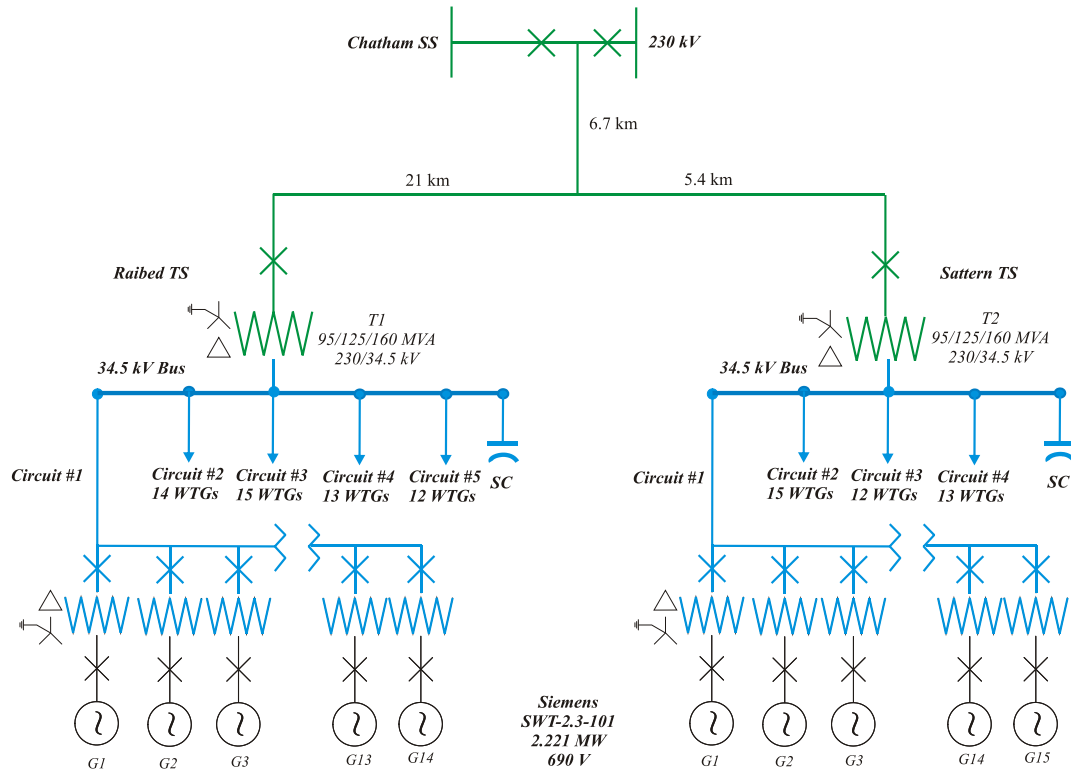 Chatham SS
230 kV
6.7 km
21 km
5.4 km
Raibed TS
Sattern TS
T1
95/125/160 MVA
230/34.5 kV
T2
95/125/160 MVA
230/34.5 kV
34.5 kV Bus
34.5 kV Bus
Circuit #1
Circuit #2
14 WTGs
Circuit #3
15 WTGs
Circuit #4
13 WTGs
Circuit #5
12 WTGs
SC
Circuit #1
Circuit #2
15 WTGs
Circuit #3
12 WTGs
Circuit #4
13 WTGs
SC
G1
G2
G3
G13
G14
Siemens
SWT-2.3-101
2.221 MW
690 V
G1
G2
G3
G14
G15